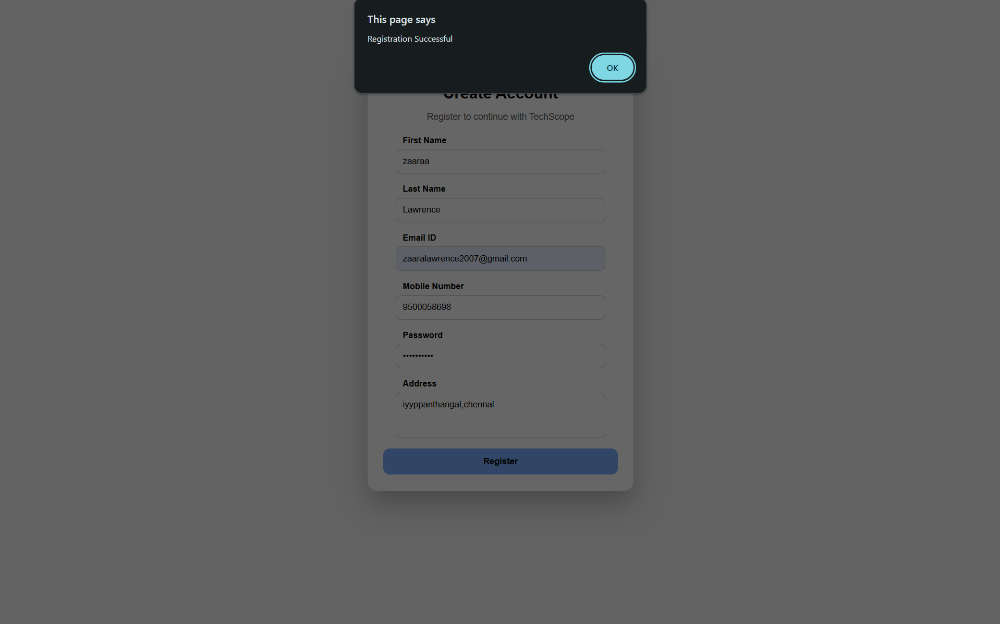 This page says
Registration Successful
OK
Create Account
Register to continue with TechScope
First Name
zaaraa
Last Name
Lawrence
Email ID
zaaralawrence2007@gmail.com
Mobile Number
9500058698
Password
••••••••••
Address
iyyppanthangal,chennal
Register